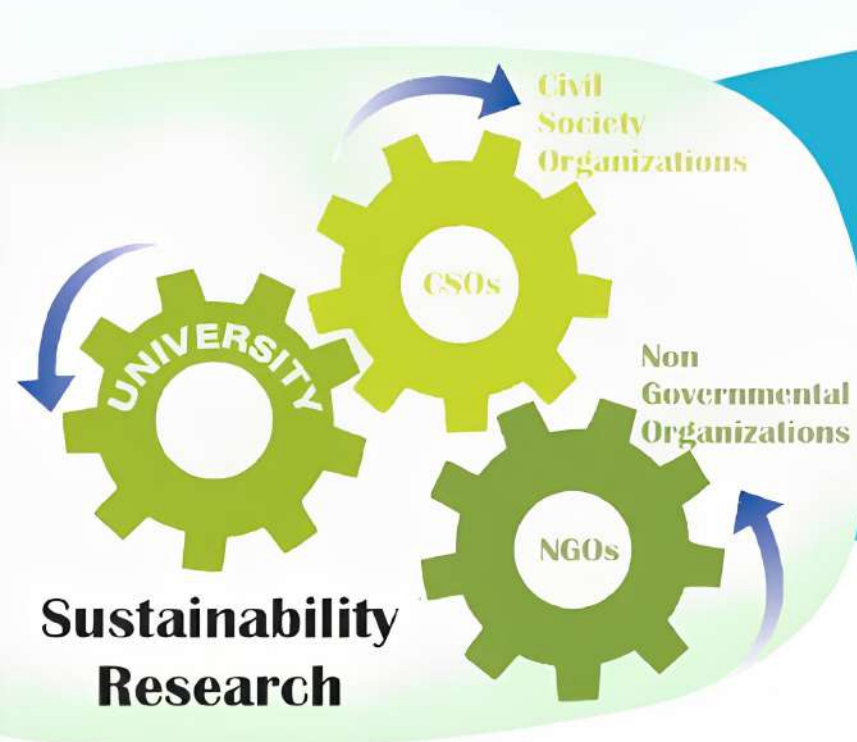 Civil
Society
Organizations
CSOs
UNIVERSITY
Non
Governmental
Organizations
NGOs
Sustainability
Research